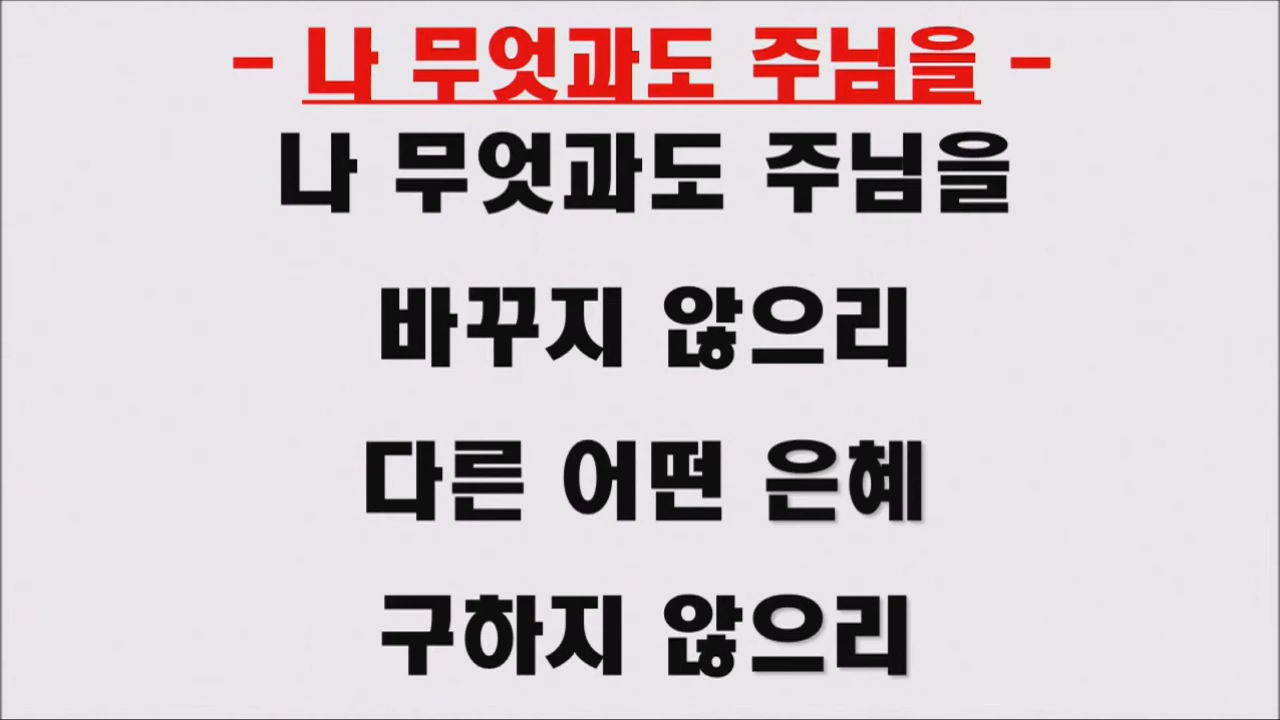 - 나 무엇과도 주님을 -
나 무엇과도 주님을
바꾸지 않으리
다른 어떤 은혜
구하지 않으리